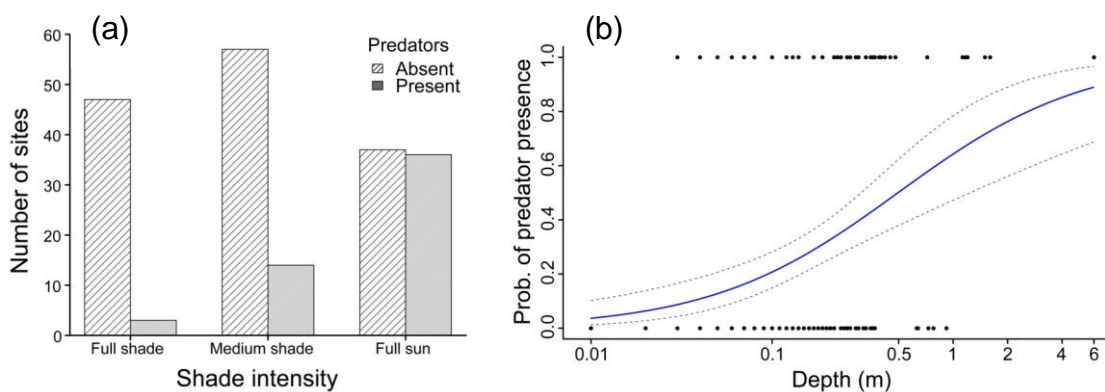 (a)
Number of sites
60
50
40
30
20
10
0
Predators
Absent
Present
Full shade Medium shade Full sun
Shade intensity
(b)
Prob. of predator presence
1.0
0.8
0.6
0.4
0.2
0.0
0.01 0.1 0.5 1 2 4 6
Depth (m)